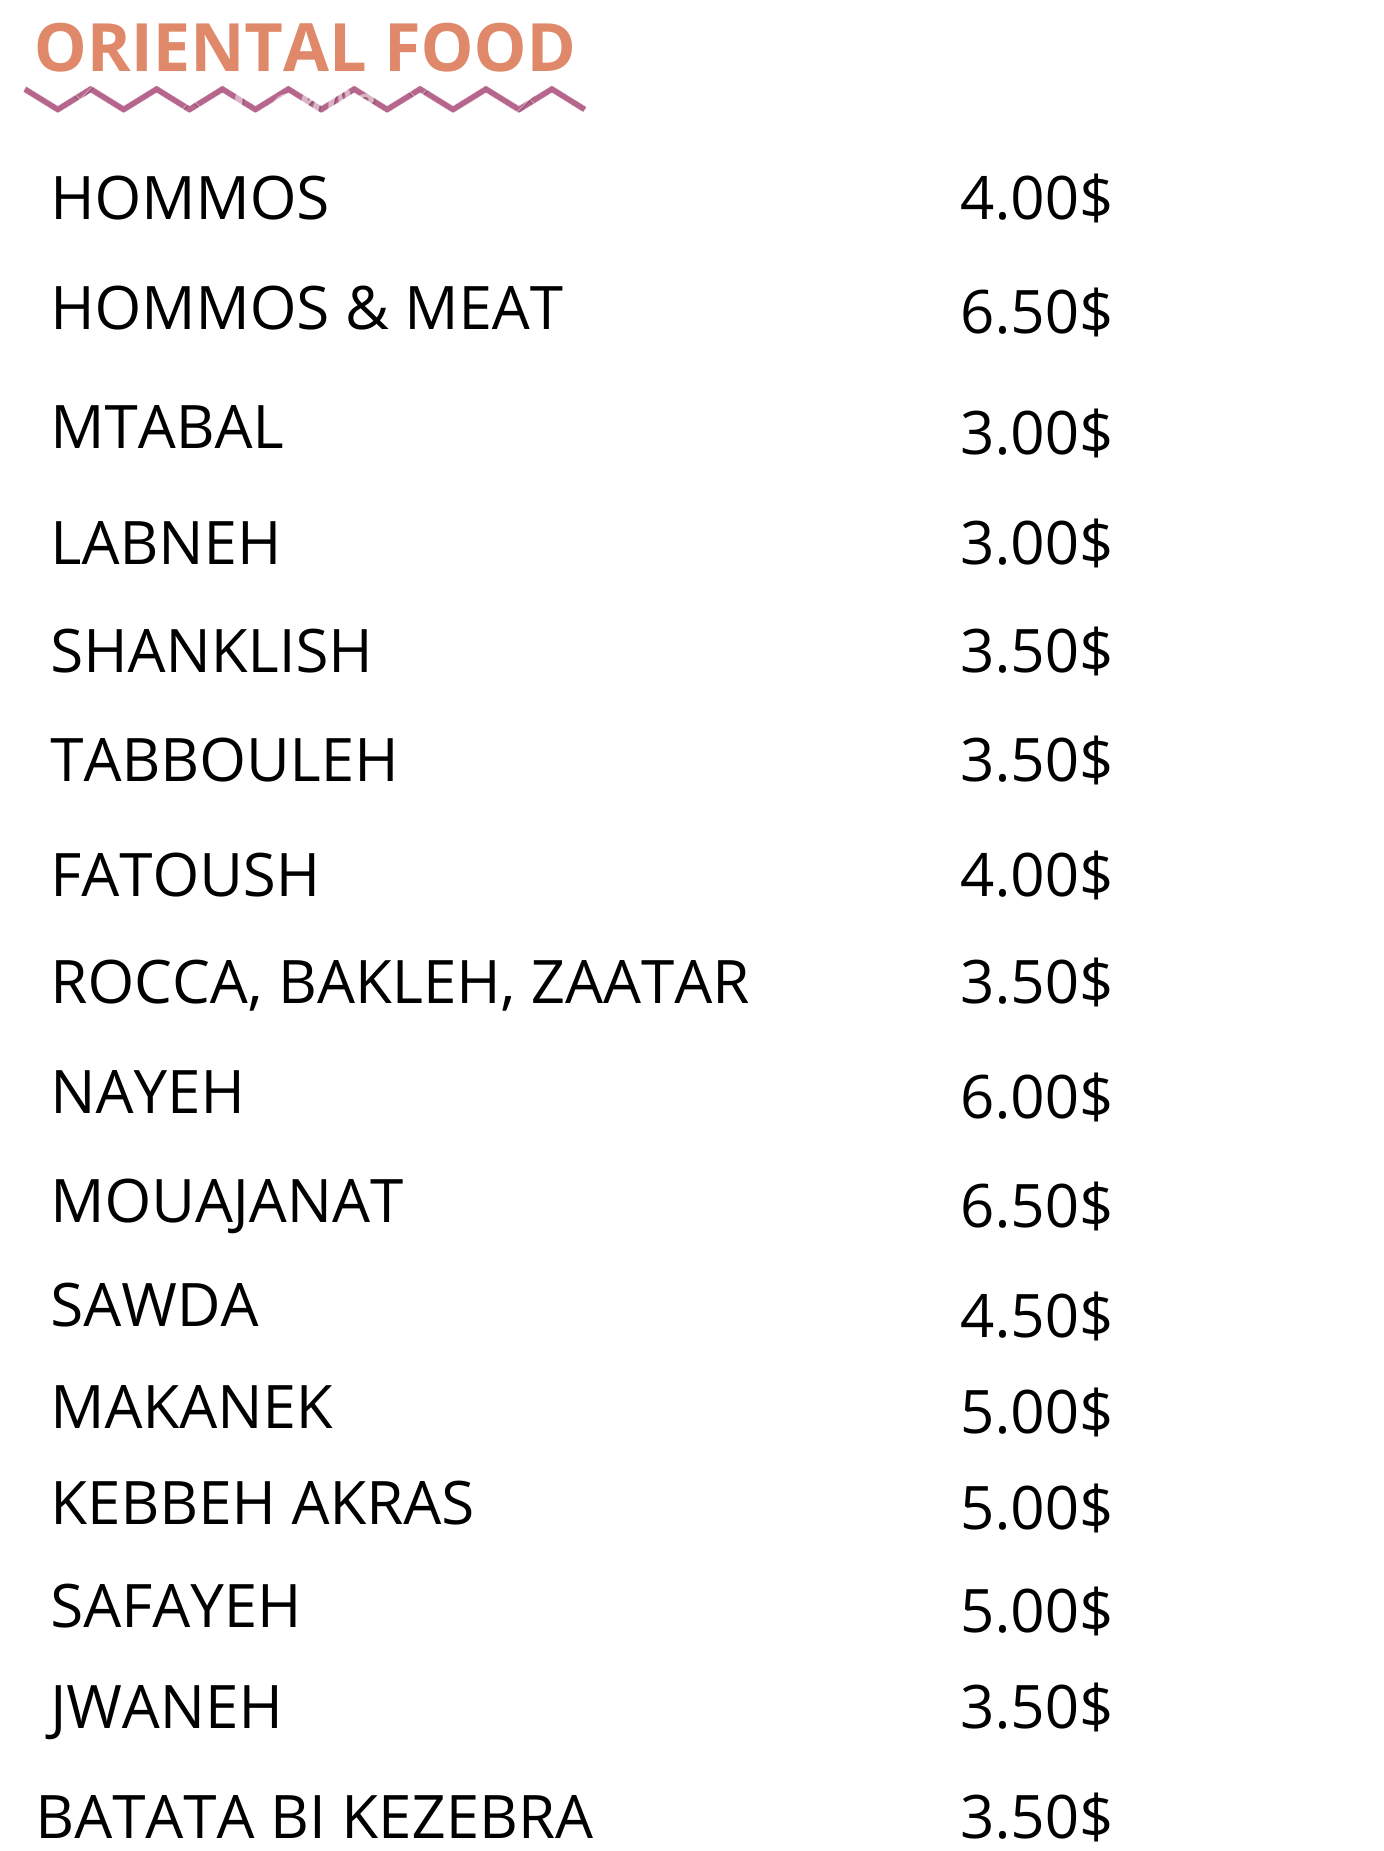 ORIENTAL FOOD
HOMMOS 4.00$
HOMMOS & MEAT 6.50$
MTABAL 3.00$
LABNEH 3.00$
SHANKLISH 3.50$
TABBOULEH 3.50$
FATOUSH 4.00$
ROCCA, BAKLEH, ZAATAR 3.50$
NAYEH 6.00$
MOUAJANAT 6.50$
SAWDA 4.50$
MAKANEK 5.00$
KEBBEH AKRAS 5.00$
SAFAYEH 5.00$
JWANEH 3.50$
BATATA BI KEZEBRA 3.50$